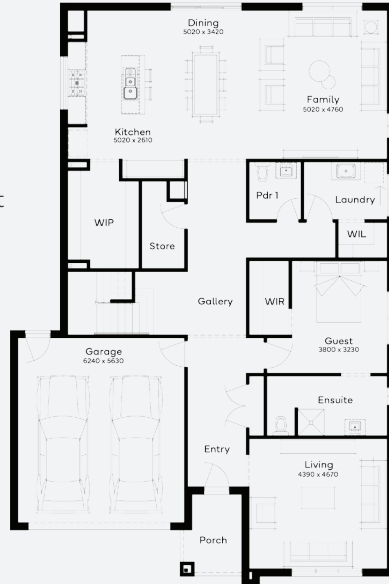 Dining
5020 x 3420
Family
5020 x 4760
Kitchen
5020 x 2610
Pdr 1
Laundry
WIP
WIL
Store
Gallery
WIR
Guest
3800 x 3230
Garage
6240 x 5630
Ensuite
Entry
Living
4390 x 4670
Porch